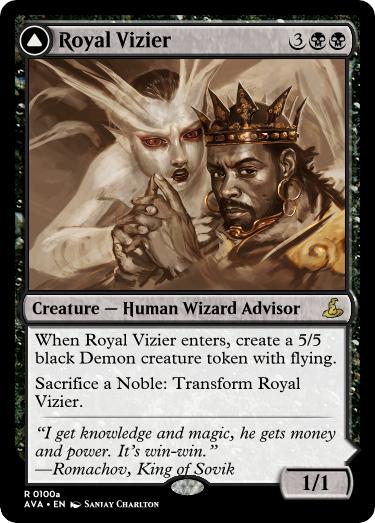 Royal Vizier 3
Creature — Human Wizard Advisor
When Royal Vizier enters, create a 5/5
black Demon creature token with flying.
Sacrifice a Noble: Transform Royal
Vizier.
“I get knowledge and magic, he gets money
and power. It’s win-win.”
—Romachov, King of Sovik
1/1
R 0100a
AVA • EN Sanjay Charlton